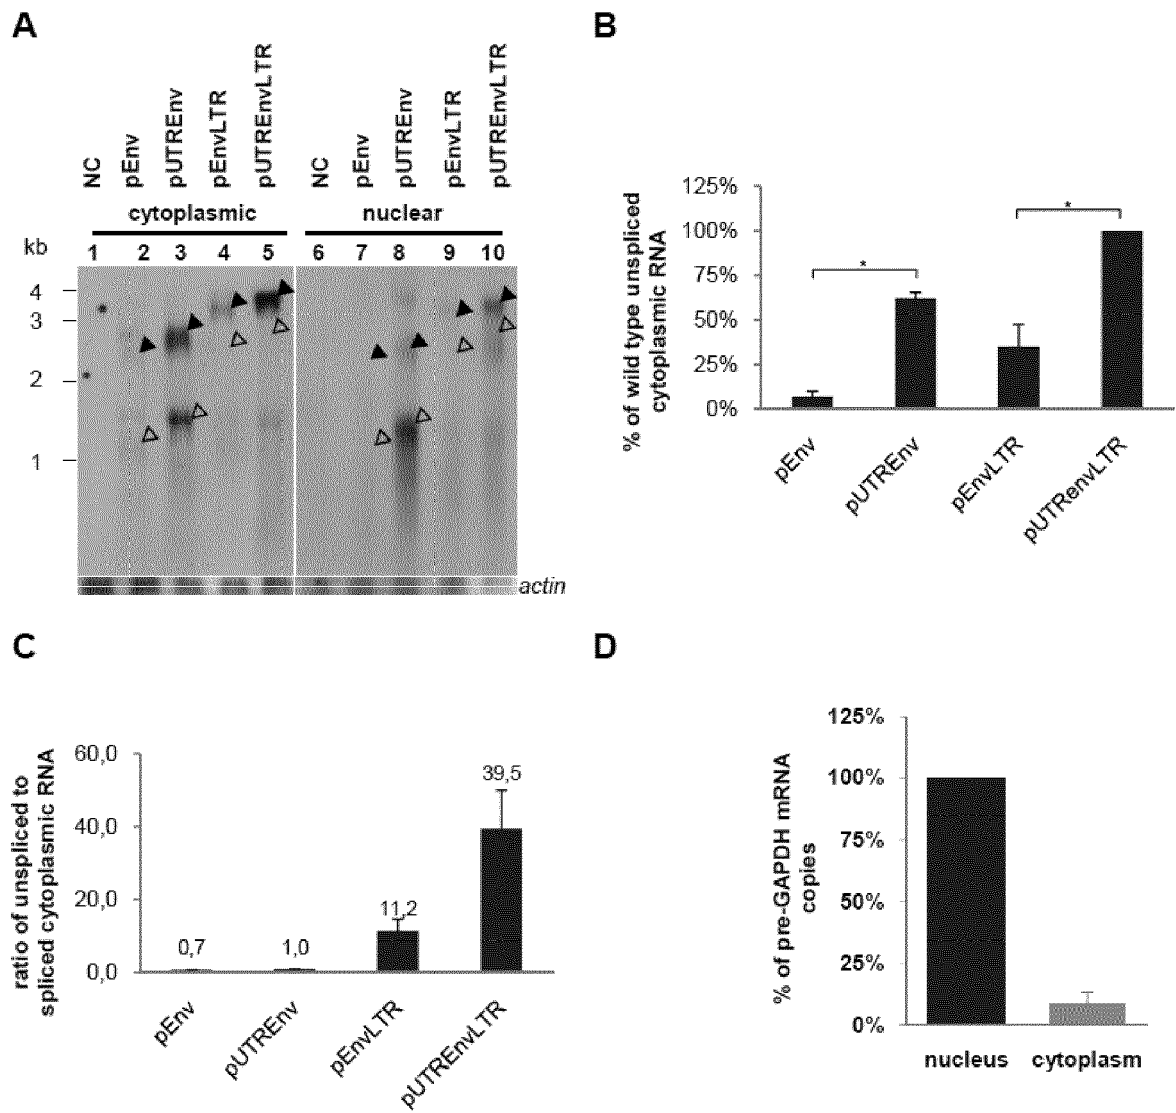 A
NC pEnv pUTREnv pEnvLTR pUTREnvLTR NC pEnv pUTREnv pEnvLTR pUTREnvLTR
cytoplasmic nuclear
kb 1 2 3 4 5 6 7 8 9 10
4
3
2
1
actin
B
% of wild type unspliced
cytoplasmic RNA
125%
100%
75%
50%
25%
0%
* *
pEnv pUTREnv pEnvLTR pUTRenvLTR
C
ratio of unspliced to
spliced cytoplasmic RNA
60,0
40,0
20,0
0,0
0,7 1,0 11,2 39,5
pEnv pUTREnv pEnvLTR pUTREnvLTR
D
% of pre-GAPDH mRNA
copies
125%
100%
75%
50%
25%
0%
nucleus cytoplasm